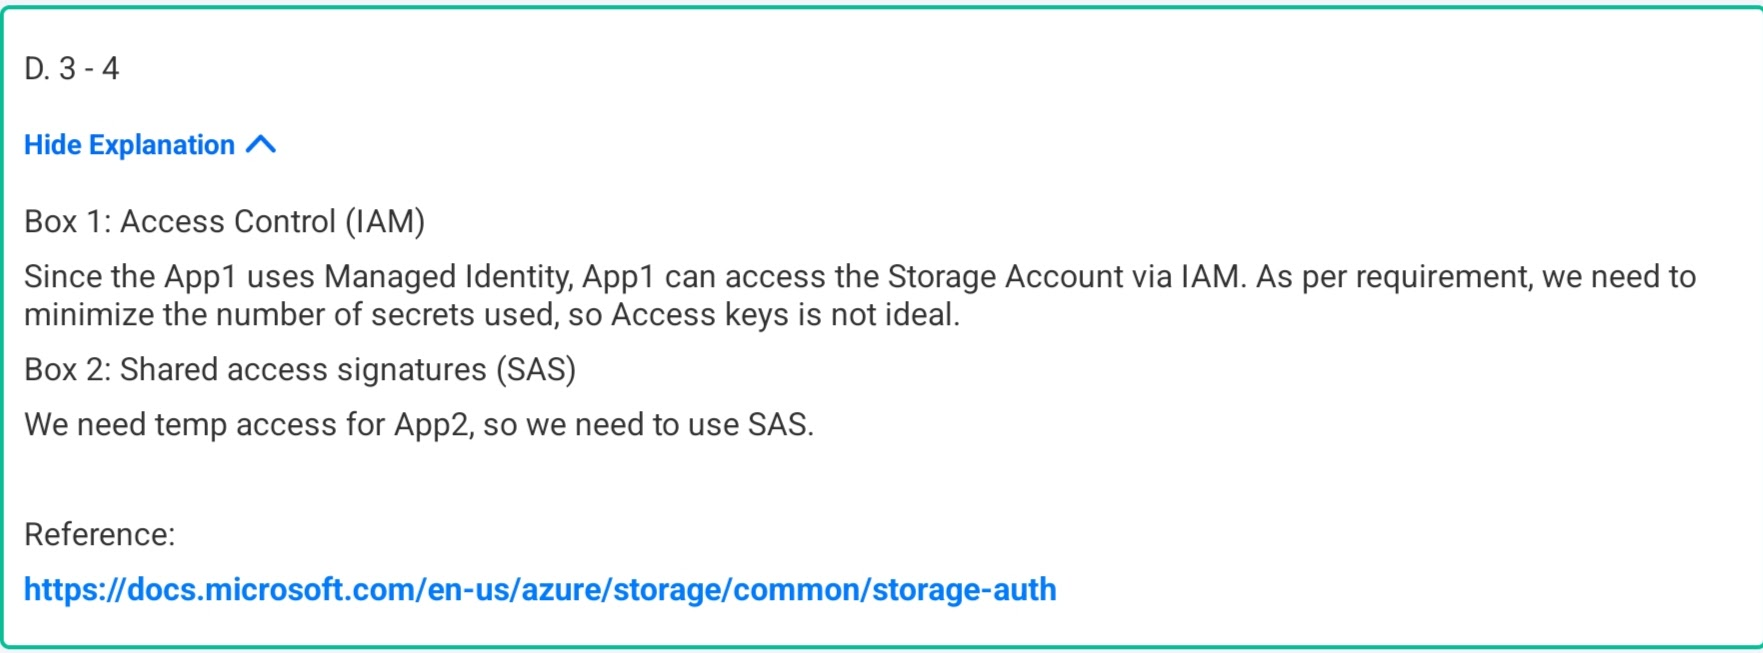 D. 3 - 4
Hide Explanation
Box 1: Access Control (IAM)
Since the App1 uses Managed Identity, App1 can access the Storage Account via IAM. As per requirement, we need to
minimize the number of secrets used, so Access keys is not ideal.
Box 2: Shared access signatures (SAS)
We need temp access for App2, so we need to use SAS.
Reference:
https://docs.microsoft.com/en-us/azure/storage/common/storage-auth